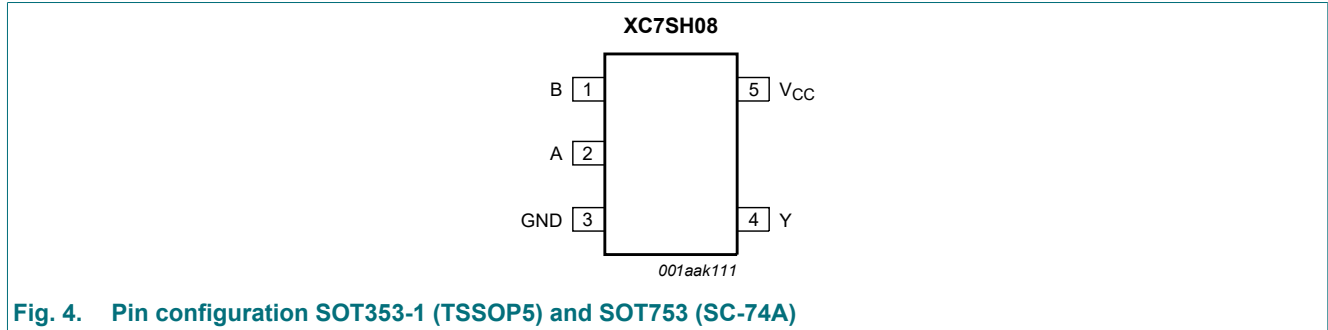 XC7SH08
B 1
5 VCC
A 2
GND 3
4 Y
001aak111
Fig. 4. Pin configuration SOT353-1 (TSSOP5) and SOT753 (SC-74A)